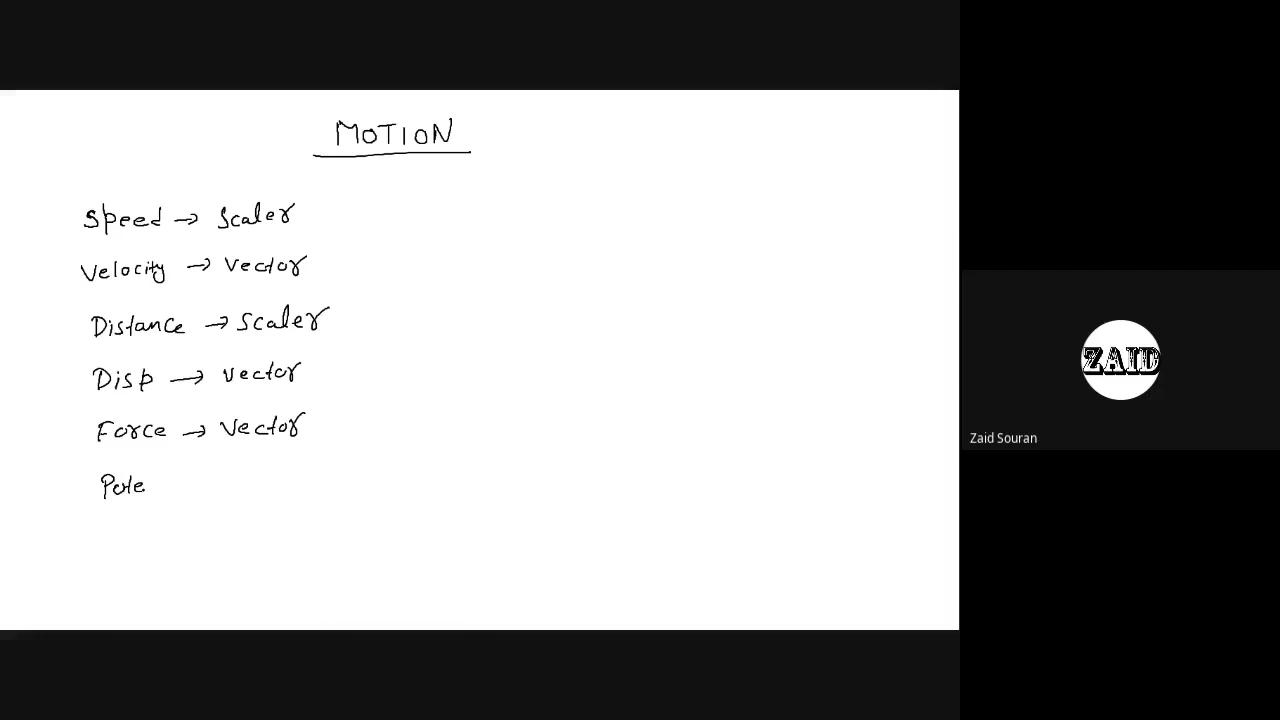 MOTION
Speed → Scaler
Velocity → Vector
Distance → Scaler
Disp → Vector
Force → Vector
Pote
ZAID
Zaid Souran